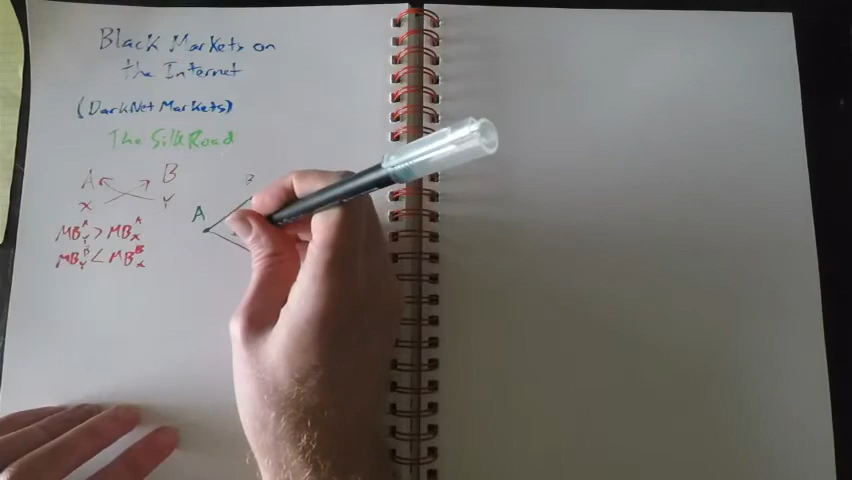 Black Markets on
the Internet
(DarkNet Markets)
The Silk Road
A B
X Y
MB^A_Y > MB^A_X
MB^B_Y < MB^B_X
A
B